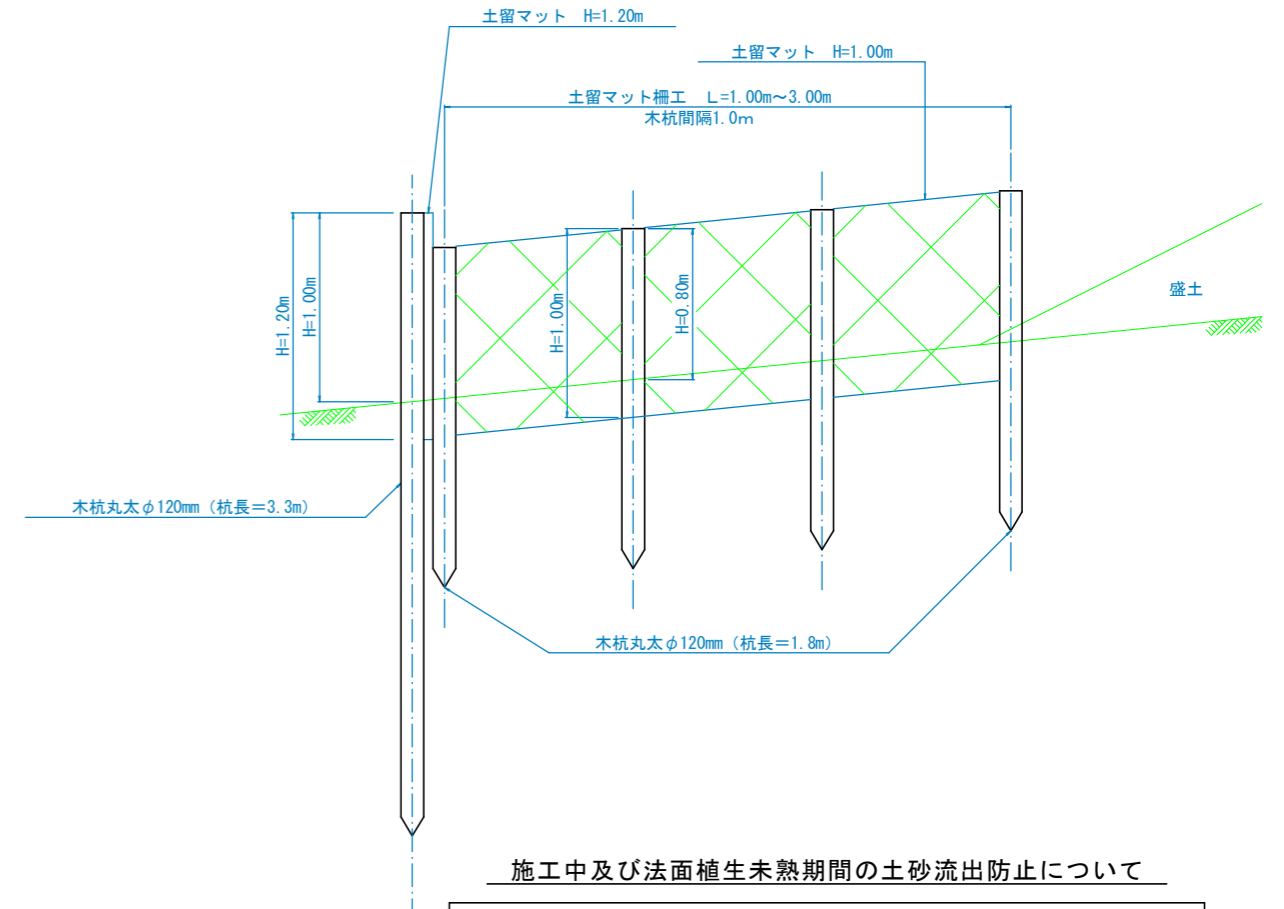 土留マット H=1.20m
土留マット H=1.00m
土留マット柵工 L=1.00m～3.00m
木杭間隔1.0m
H=1.20m
H=1.00m
H=1.00m
H=0.80m
盛土
木杭丸太φ120mm（杭長＝3.3m）
木杭丸太φ120mm（杭長＝1.8m）
施工中及び法面植生未熟期間の土砂流出防止について